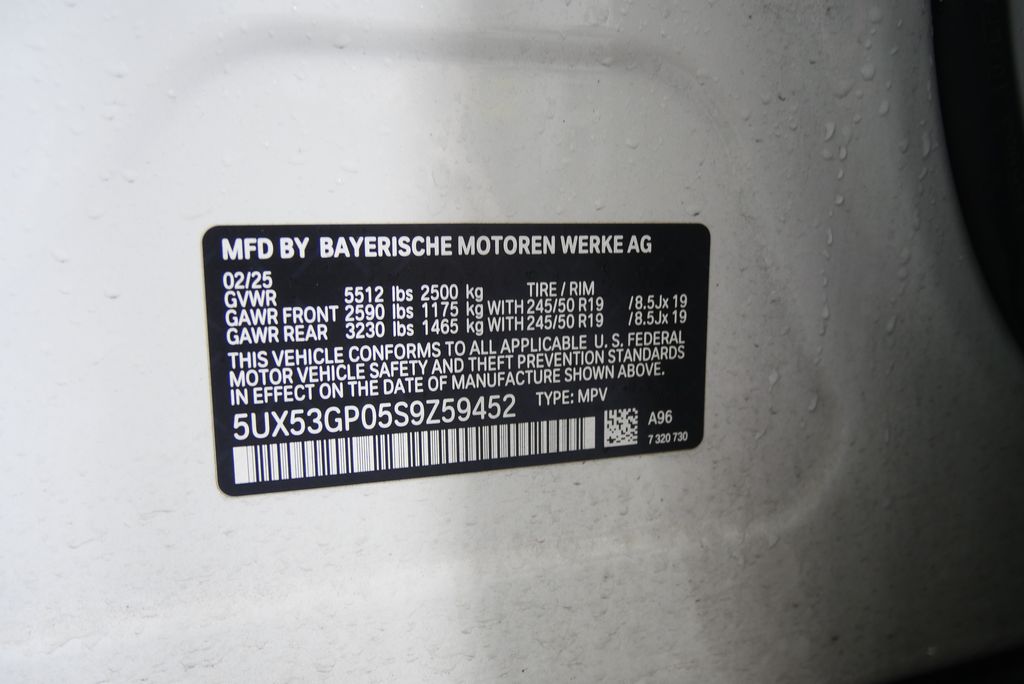 MFD BY BAYERISCHE MOTOREN WERKE AG
02/25
GVWR 5512 lbs 2500 kg TIRE / RIM
GAWR FRONT 2590 lbs 1175 kg WITH 245/50 R19 /8.5Jx 19
GAWR REAR 3230 lbs 1465 kg WITH 245/50 R19 /8.5Jx 19
THIS VEHICLE CONFORMS TO ALL APPLICABLE U. S. FEDERAL
MOTOR VEHICLE SAFETY AND THEFT PREVENTION STANDARDS
IN EFFECT ON THE DATE OF MANUFACTURE SHOWN ABOVE.
5UX53GP05S9Z59452 TYPE: MPV
A96
7 320 730